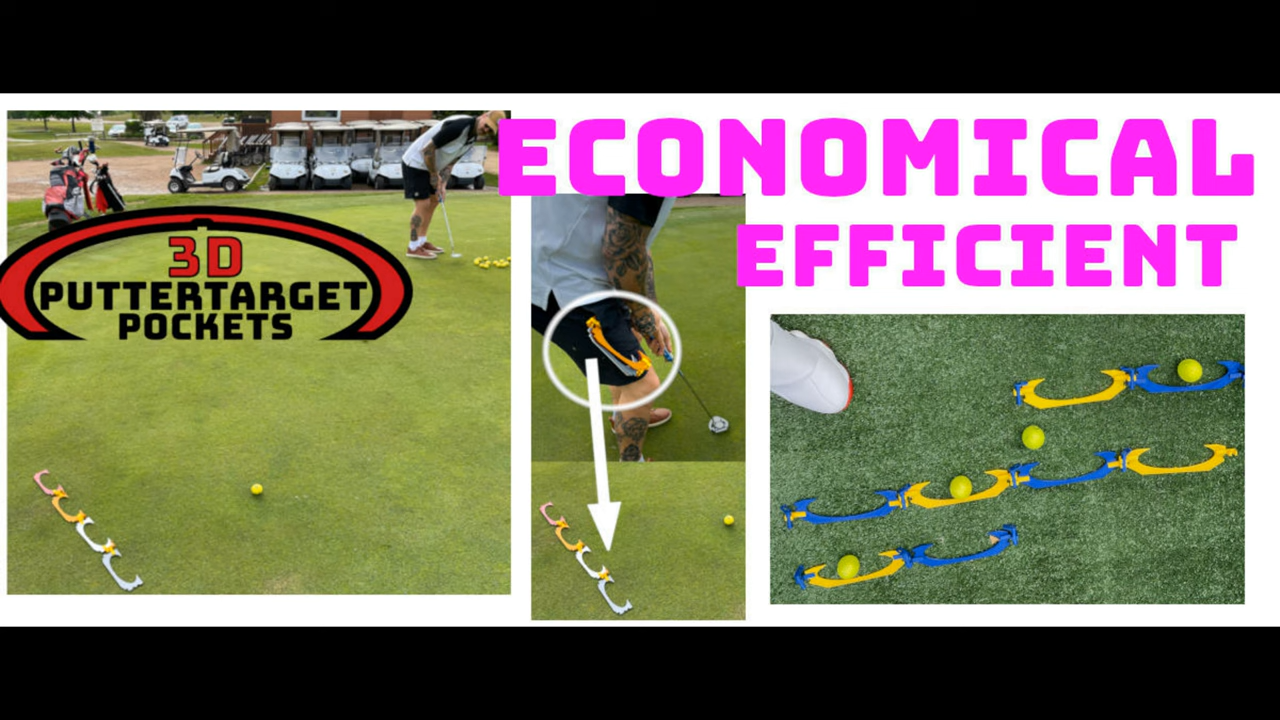 ECONOMICAL
EFFICIENT
3D
PUTTERTARGET
POCKETS